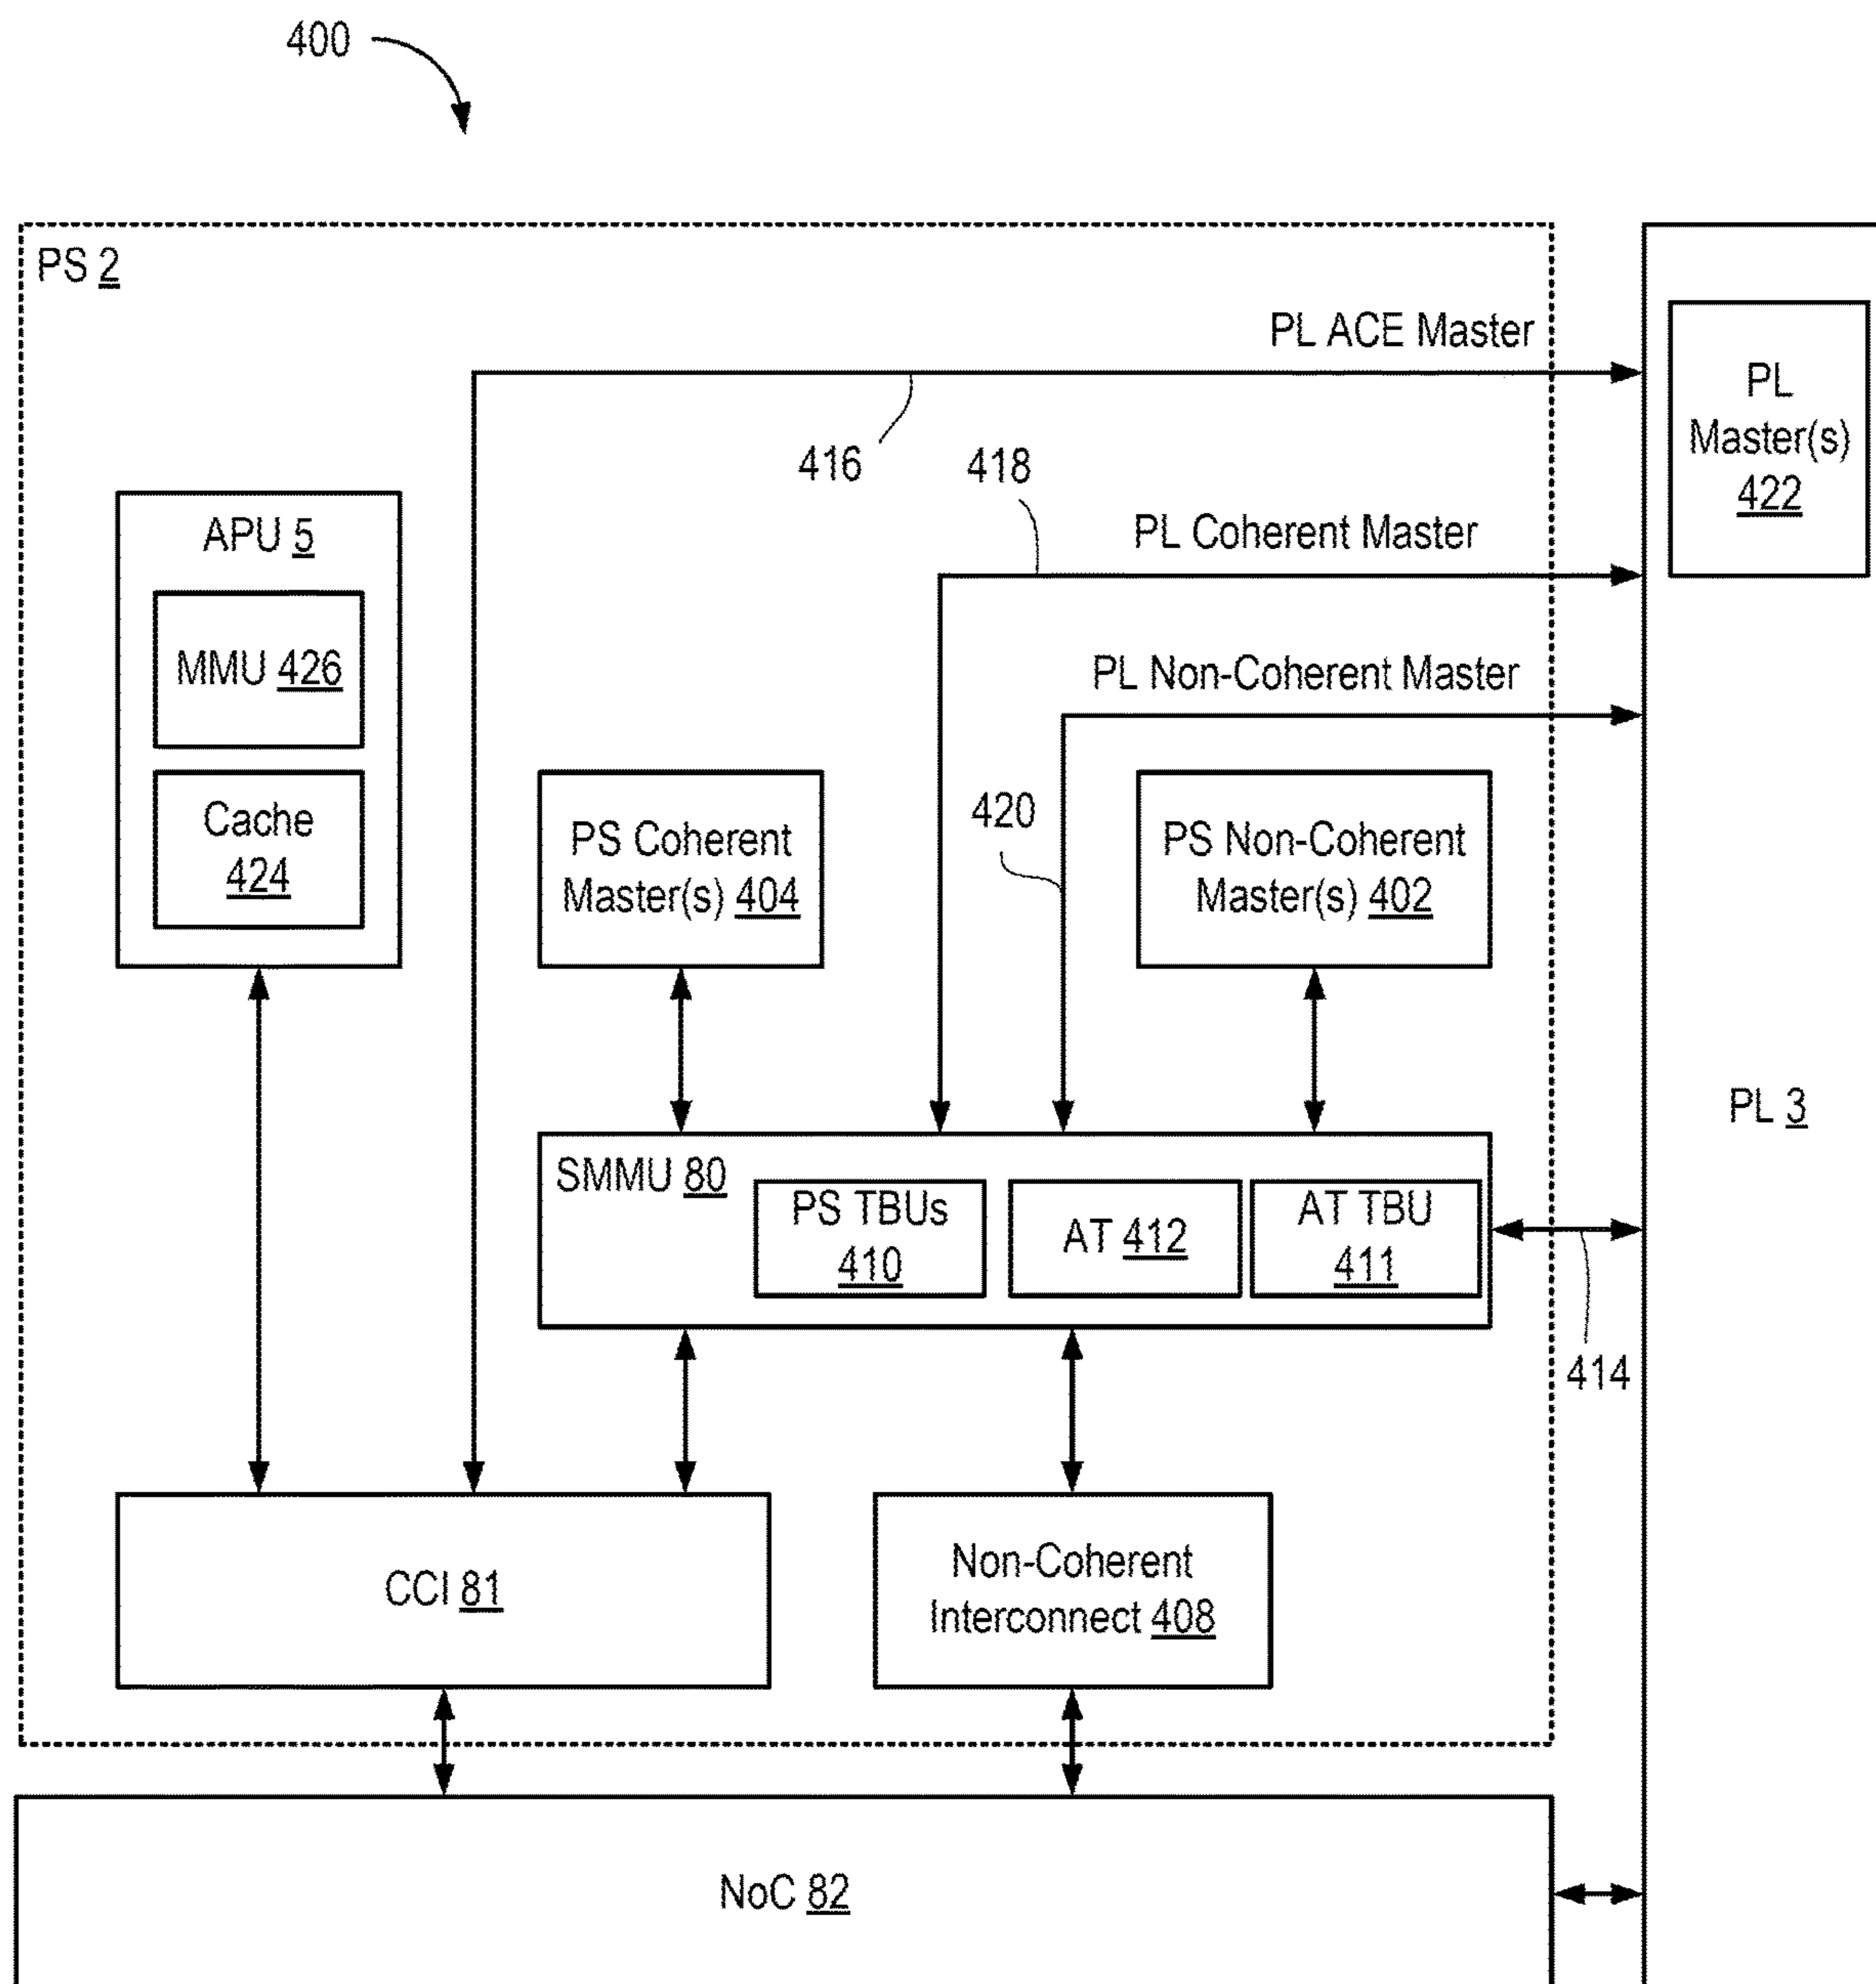 400
PS 2
PL ACE Master
PL
Master(s)
422
416
418
APU 5
PL Coherent Master
MMU 426
PL Non-Coherent Master
Cache
424
420
PS Coherent
Master(s) 404
PS Non-Coherent
Master(s) 402
PL 3
SMMU 80
PS TBUs
410
AT 412
AT TBU
411
414
CCI 81
Non-Coherent
Interconnect 408
NoC 82